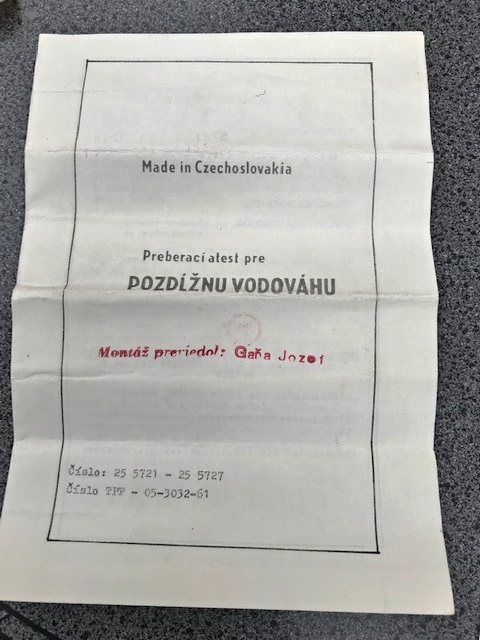 Made in Czechoslovakia
Preberací atest pre
POZDĹŽNU VODOVÁHU
Montáž previedol: Gaňa Jozef
Číslo: 25 5721 - 25 5727
Číslo TPF - 05-3032-61